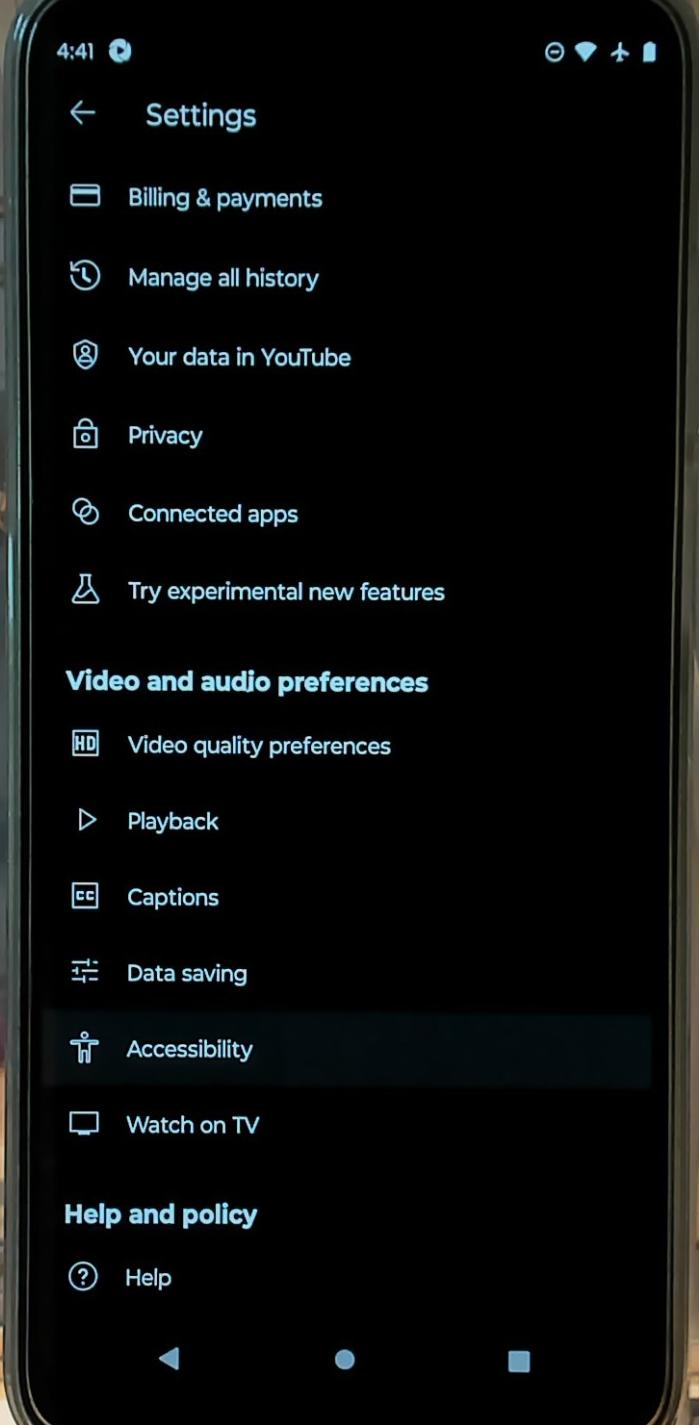 4:41
Settings
Billing & payments
Manage all history
Your data in YouTube
Privacy
Connected apps
Try experimental new features
Video and audio preferences
HD Video quality preferences
Playback
CC Captions
Data saving
Accessibility
Watch on TV
Help and policy
? Help